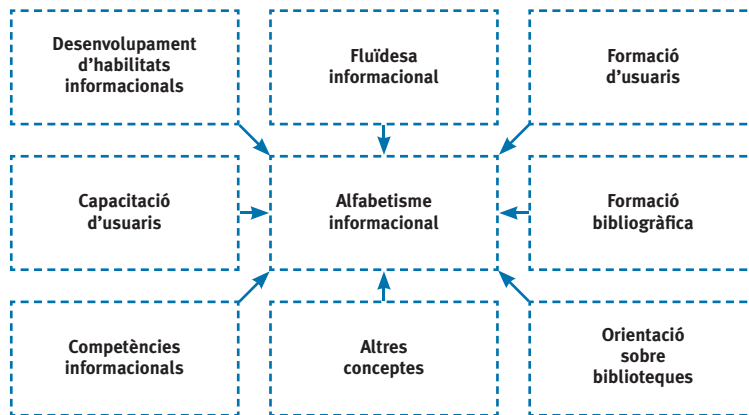 Desenvolupament
d'habilitats
informacionals
Fluïdesa
informacional
Formació
d'usuaris
Capacitació
d'usuaris
Alfabetisme
informacional
Formació
bibliogràfica
Competències
informacionals
Altres
conceptes
Orientació
sobre
biblioteques